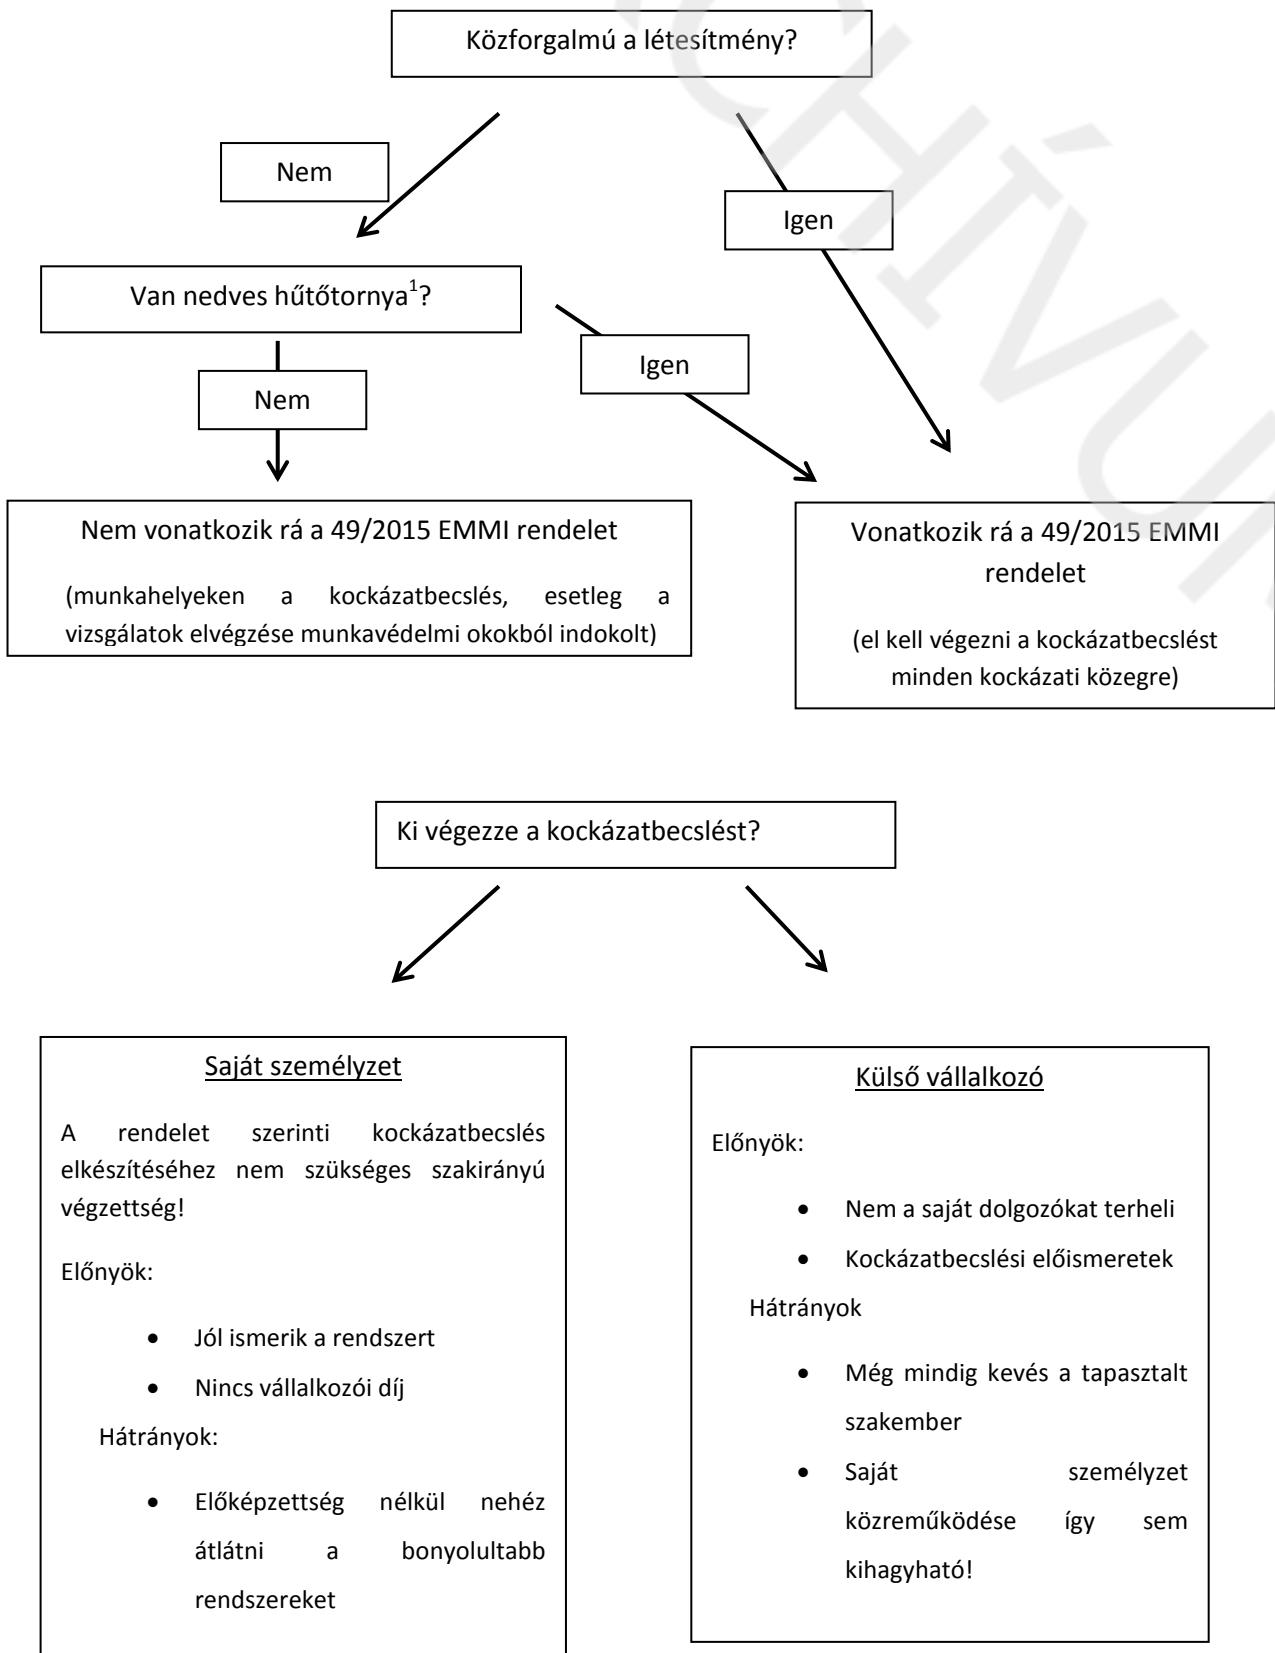 Közforgalmú a létesítmény?
Nem
Igen
Van nedves hűtőtornya¹?
Igen
Nem
Nem vonatkozik rá a 49/2015 EMMI rendelet
(munkahelyeken a kockázatbecslés, esetleg a
vizsgálatok elvégzése munkavédelmi okokból indokolt)
Vonatkozik rá a 49/2015 EMMI
rendelet
(el kell végezni a kockázatbecslést
minden kockázati közegre)
Ki végezze a kockázatbecslést?
Saját személyzet
A rendelet szerinti kockázatbecslés
elkészítéséhez nem szükséges szakirányú
végzettség!
Előnyök:
• Jól ismerik a rendszert
• Nincs vállalkozói díj
Hátrányok:
• Előképzettség nélkül nehéz
átlátni a bonyolultabb
rendszereket
Külső vállalkozó
Előnyök:
• Nem a saját dolgozókat terheli
• Kockázatbecslési előismeretek
Hátrányok
• Még mindig kevés a tapasztalt
szakember
• Saját személyzet
közreműködése így sem
kihagyható!